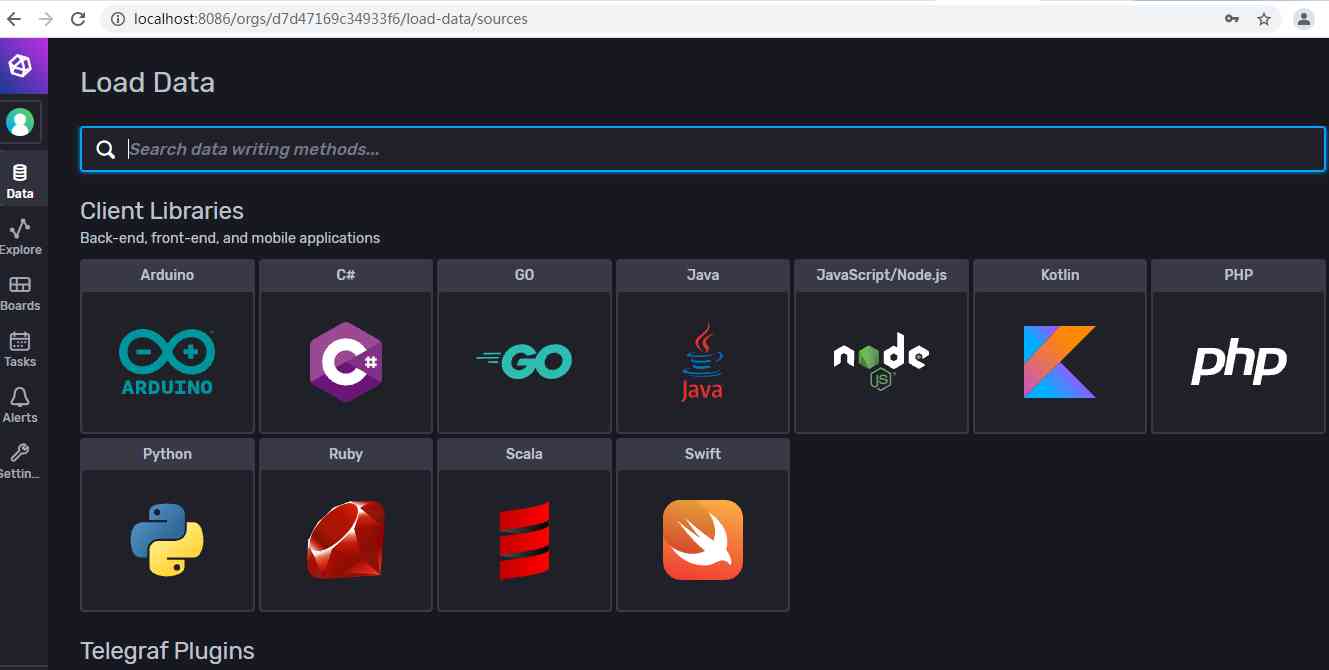 localhost:8086/orgs/d7d47169c34933f6/load-data/sources
Load Data
Search data writing methods...
Data
Explore
Boards
Tasks
Alerts
Settin...
Client Libraries
Back-end, front-end, and mobile applications
Arduino C# GO Java JavaScript/Node.js Kotlin PHP
ARDUINO C# GO Java node JS php
Python Ruby Scala Swift
Telegraf Plugins